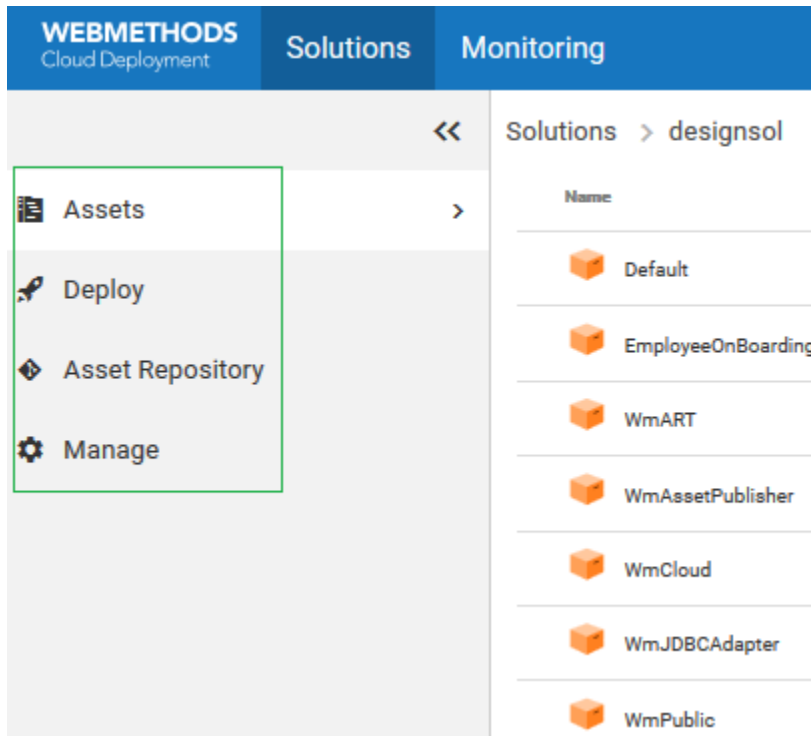 WEBMETHODS
Cloud Deployment
Solutions
Monitoring
Solutions > designsol
Assets
Deploy
Asset Repository
Manage
Name
Default
EmployeeOnBoarding
WmART
WmAssetPublisher
WmCloud
WmJDBCAdapter
WmPublic